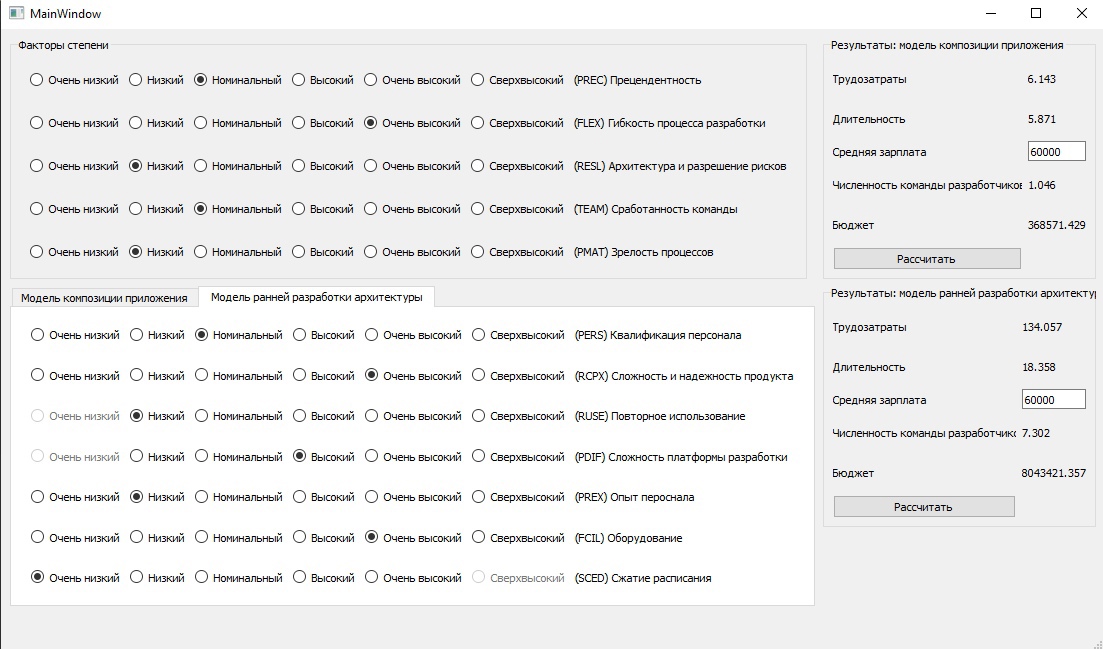 MainWindow
Факторы степени
Очень низкий Низкий Номинальный Высокий Очень высокий Сверхвысокий (PREC) Прецендентность
Очень низкий Низкий Номинальный Высокий Очень высокий Сверхвысокий (FLEX) Гибкость процесса разработки
Очень низкий Низкий Номинальный Высокий Очень высокий Сверхвысокий (RESL) Архитектура и разрешение рисков
Очень низкий Низкий Номинальный Высокий Очень высокий Сверхвысокий (TEAM) Сработанность команды
Очень низкий Низкий Номинальный Высокий Очень высокий Сверхвысокий (PMAT) Зрелость процессов
Модель композиции приложения Модель ранней разработки архитектуры
Очень низкий Низкий Номинальный Высокий Очень высокий Сверхвысокий (PERS) Квалификация персонала
Очень низкий Низкий Номинальный Высокий Очень высокий Сверхвысокий (RCPX) Сложность и надежность продукта
Очень низкий Низкий Номинальный Высокий Очень высокий Сверхвысокий (RUSE) Повторное использование
Очень низкий Низкий Номинальный Высокий Очень высокий Сверхвысокий (PDIF) Сложность платформы разработки
Очень низкий Низкий Номинальный Высокий Очень высокий Сверхвысокий (PREX) Опыт пероснала
Очень низкий Низкий Номинальный Высокий Очень высокий Сверхвысокий (FCIL) Оборудование
Очень низкий Низкий Номинальный Высокий Очень высокий Сверхвысокий (SCED) Сжатие расписания
Результаты: модель композиции приложения
Трудозатраты 6.143
Длительность 5.871
Средняя зарплата 60000
Численность команды разработчиков 1.046
Бюджет 368571.429
Рассчитать
Результаты: модель ранней разработки архитектур
Трудозатраты 134.057
Длительность 18.358
Средняя зарплата 60000
Численность команды разработчикс 7.302
Бюджет 8043421.357
Рассчитать